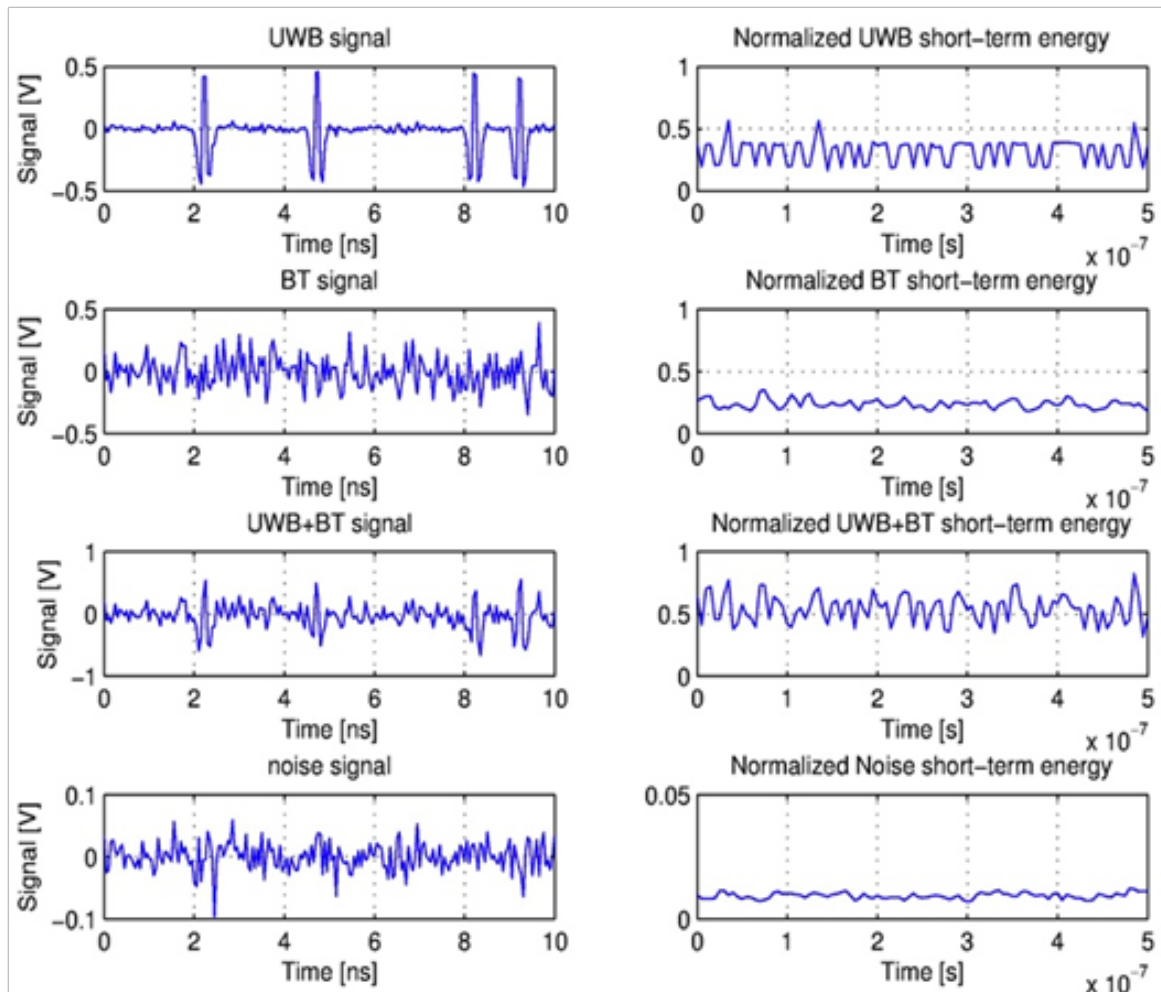 UWB signal
0.5
0
−0.5
Signal [V]
0 2 4 6 8 10
Time [ns]
Normalized UWB short−term energy
1
0.5
0
0 1 2 3 4 5
Time [s]
x 10⁻⁷
BT signal
0.5
0
−0.5
Signal [V]
0 2 4 6 8 10
Time [ns]
Normalized BT short−term energy
1
0.5
0
0 1 2 3 4 5
Time [s]
x 10⁻⁷
UWB+BT signal
1
0
−1
Signal [V]
0 2 4 6 8 10
Time [ns]
Normalized UWB+BT short−term energy
1
0.5
0
0 1 2 3 4 5
Time [s]
x 10⁻⁷
noise signal
0.1
0
−0.1
Signal [V]
0 2 4 6 8 10
Time [ns]
Normalized Noise short−term energy
0.05
0
0 1 2 3 4 5
Time [s]
x 10⁻⁷